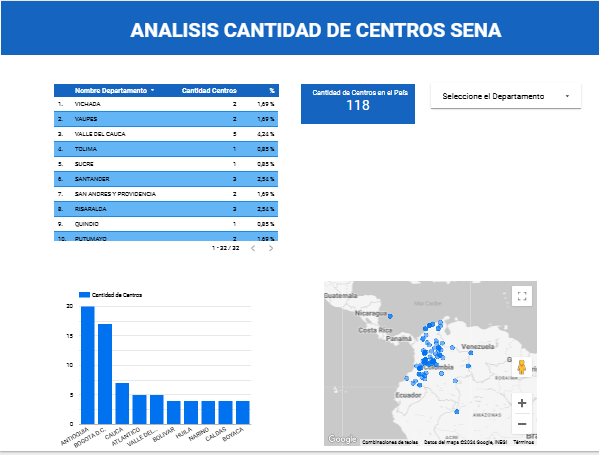 ANALISIS CANTIDAD DE CENTROS SENA
Nombre Departamento Cantidad Centros %
1. VICHADA 2 1,69 %
2. VAUPES 2 1,69 %
3. VALLE DEL CAUCA 5 4,24 %
4. TOLIMA 1 0,85 %
5. SUCRE 1 0,85 %
6. SANTANDER 3 2,54 %
7. SAN ANDRES Y PROVIDENCIA 2 1,69 %
8. RISARALDA 3 2,54 %
9. QUINDIO 1 0,85 %
10. PUTUMAYO 2 1,69 %
1 - 32 / 32
Cantidad de Centros en el País
118
Seleccione el Departamento
Cantidad de Centros
20
15
10
5
0
ANTIOQUIA
BOGOTA D.C.
CAUCA
ATLANTICO
VALLE DEL...
BOLIVAR
HUILA
NARINO
CALDAS
BOYACA
Guatemala
Mar Caribe
Nicaragua
Costa Rica
Panamá
Venezuela
Colombia
RORAIMA
Ecuador
AMAZONAS
ACRE
Google
Combinaciones de teclas
Datos del mapa ©2024 Google, INEGI
Términos